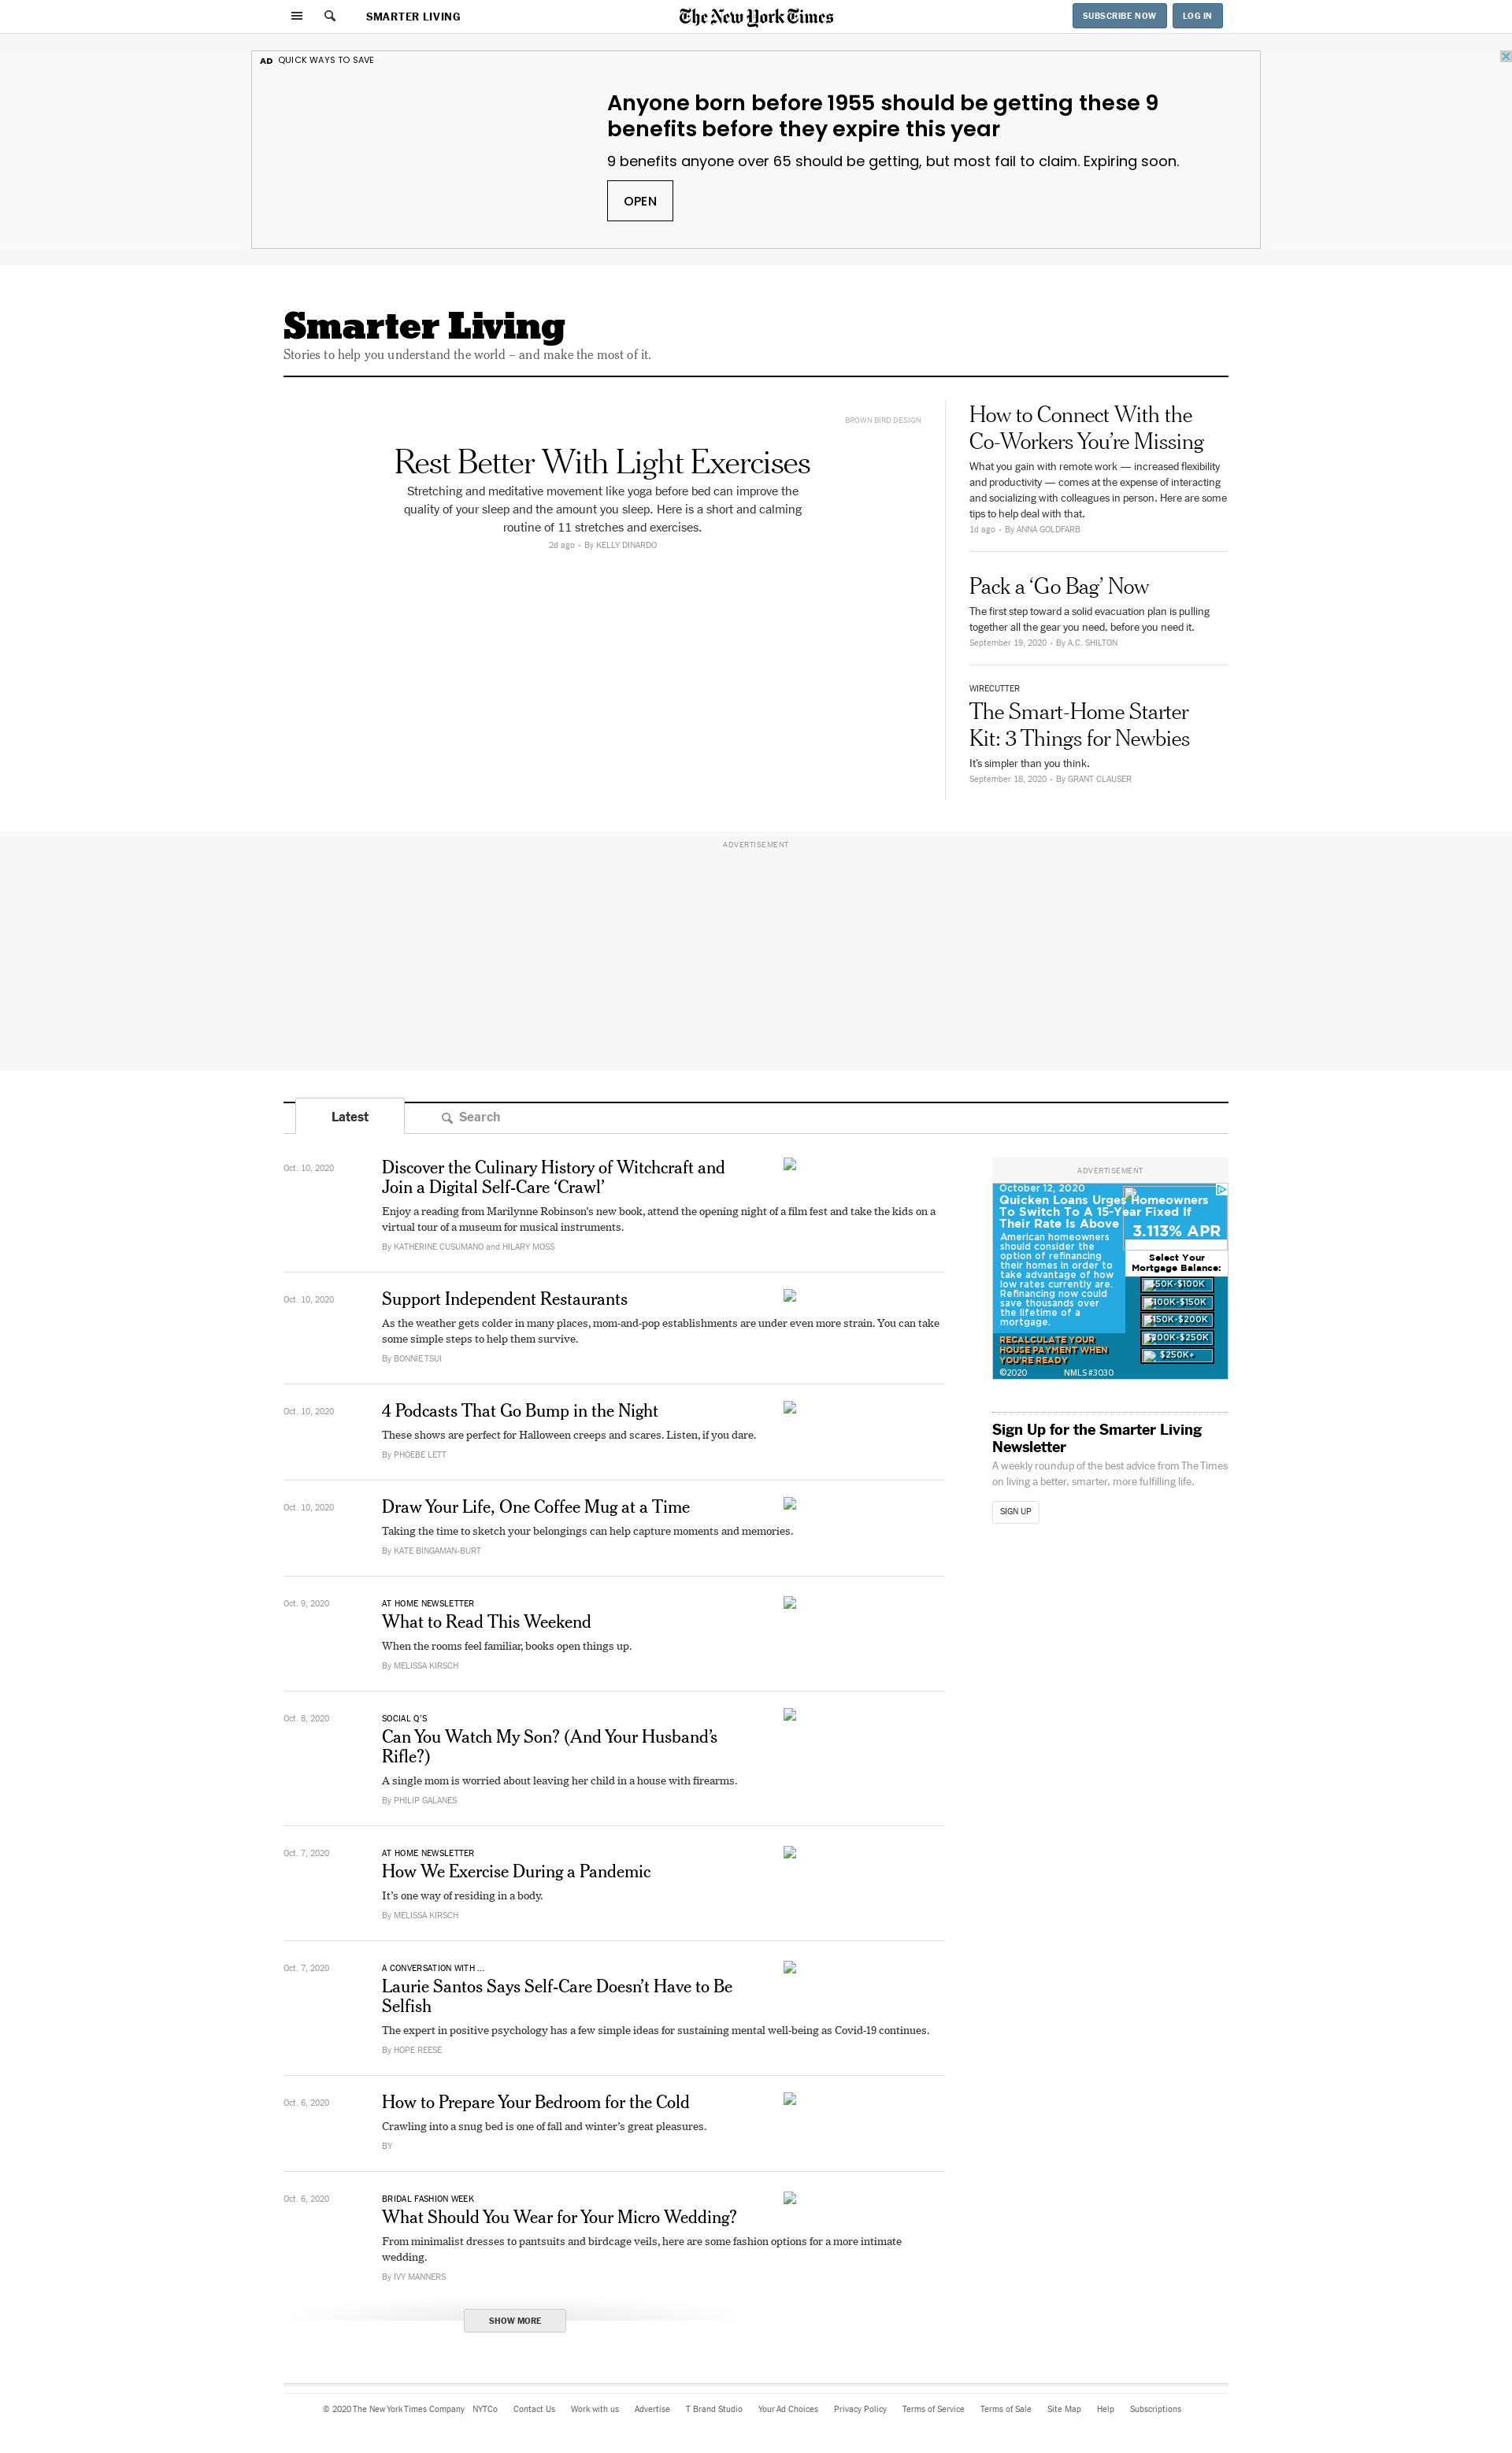 SMARTER LIVING
The New York Times
SUBSCRIBE NOW
LOG IN
AD QUICK WAYS TO SAVE
Anyone born before 1955 should be getting these 9
benefits before they expire this year
9 benefits anyone over 65 should be getting, but most fail to claim. Expiring soon.
OPEN
Smarter Living
Stories to help you understand the world – and make the most of it.
BROWN BIRD DESIGN
Rest Better With Light Exercises
Stretching and meditative movement like yoga before bed can improve the
quality of your sleep and the amount you sleep. Here is a short and calming
routine of 11 stretches and exercises.
2d ago • By KELLY DINARDO
How to Connect With the
Co-Workers You’re Missing
What you gain with remote work — increased flexibility
and productivity — comes at the expense of interacting
and socializing with colleagues in person. Here are some
tips to help deal with that.
1d ago • By ANNA GOLDFARB
Pack a ‘Go Bag’ Now
The first step toward a solid evacuation plan is pulling
together all the gear you need, before you need it.
September 19, 2020 • By A.C. SHILTON
WIRECUTTER
The Smart-Home Starter
Kit: 3 Things for Newbies
It’s simpler than you think.
September 18, 2020 • By GRANT CLAUSER
ADVERTISEMENT
Latest
Search
Oct. 10, 2020
Discover the Culinary History of Witchcraft and
Join a Digital Self-Care ‘Crawl’
Enjoy a reading from Marilynne Robinson’s new book, attend the opening night of a film fest and take the kids on a
virtual tour of a museum for musical instruments.
By KATHERINE CUSUMANO and HILARY MOSS
Oct. 10, 2020
Support Independent Restaurants
As the weather gets colder in many places, mom-and-pop establishments are under even more strain. You can take
some simple steps to help them survive.
By BONNIE TSUI
Oct. 10, 2020
4 Podcasts That Go Bump in the Night
These shows are perfect for Halloween creeps and scares. Listen, if you dare.
By PHOEBE LETT
Oct. 10, 2020
Draw Your Life, One Coffee Mug at a Time
Taking the time to sketch your belongings can help capture moments and memories.
By KATE BINGAMAN-BURT
Oct. 9, 2020
AT HOME NEWSLETTER
What to Read This Weekend
When the rooms feel familiar, books open things up.
By MELISSA KIRSCH
Oct. 8, 2020
SOCIAL Q’S
Can You Watch My Son? (And Your Husband’s
Rifle?)
A single mom is worried about leaving her child in a house with firearms.
By PHILIP GALANES
Oct. 7, 2020
AT HOME NEWSLETTER
How We Exercise During a Pandemic
It’s one way of residing in a body.
By MELISSA KIRSCH
Oct. 7, 2020
A CONVERSATION WITH ...
Laurie Santos Says Self-Care Doesn’t Have to Be
Selfish
The expert in positive psychology has a few simple ideas for sustaining mental well-being as Covid-19 continues.
By HOPE REESE
Oct. 6, 2020
How to Prepare Your Bedroom for the Cold
Crawling into a snug bed is one of fall and winter’s great pleasures.
BY
Oct. 6, 2020
BRIDAL FASHION WEEK
What Should You Wear for Your Micro Wedding?
From minimalist dresses to pantsuits and birdcage veils, here are some fashion options for a more intimate
wedding.
By IVY MANNERS
SHOW MORE
ADVERTISEMENT
October 12, 2020
Quicken Loans Urges Homeowners
To Switch To A 15-Year Fixed If
Their Rate Is Above
3.113% APR
American homeowners
should consider the
option of refinancing
their homes in order to
take advantage of how
low rates currently are.
Refinancing now could
save thousands over
the lifetime of a
mortgage.
Select Your
Mortgage Balance:
$50K-$100K
$100K-$150K
$150K-$200K
$200K-$250K
$250K+
RECALCULATE YOUR
HOUSE PAYMENT WHEN
YOU'RE READY
©2020 NMLS #3030
Sign Up for the Smarter Living
Newsletter
A weekly roundup of the best advice from The Times
on living a better, smarter, more fulfilling life.
SIGN UP
© 2020 The New York Times Company NYTCo Contact Us Work with us Advertise T Brand Studio Your Ad Choices Privacy Policy Terms of Service Terms of Sale Site Map Help Subscriptions